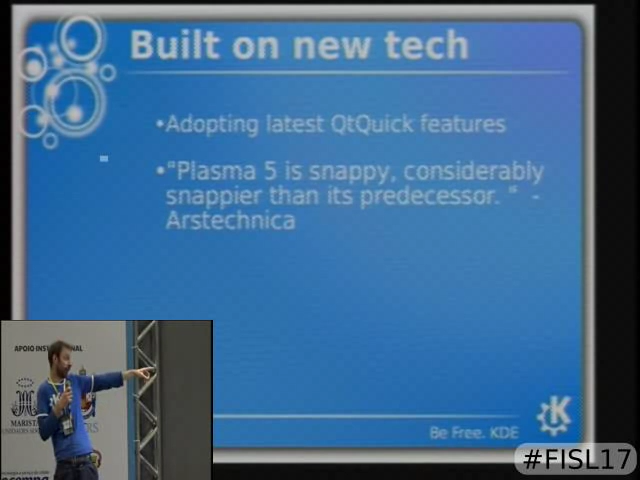 Built on new tech
•Adopting latest QtQuick features
•"Plasma 5 is snappy, considerably
snappier than its predecessor. " -
Arstechnica
Be Free. KDE
K
#FISL17
APOIO
MARISTA